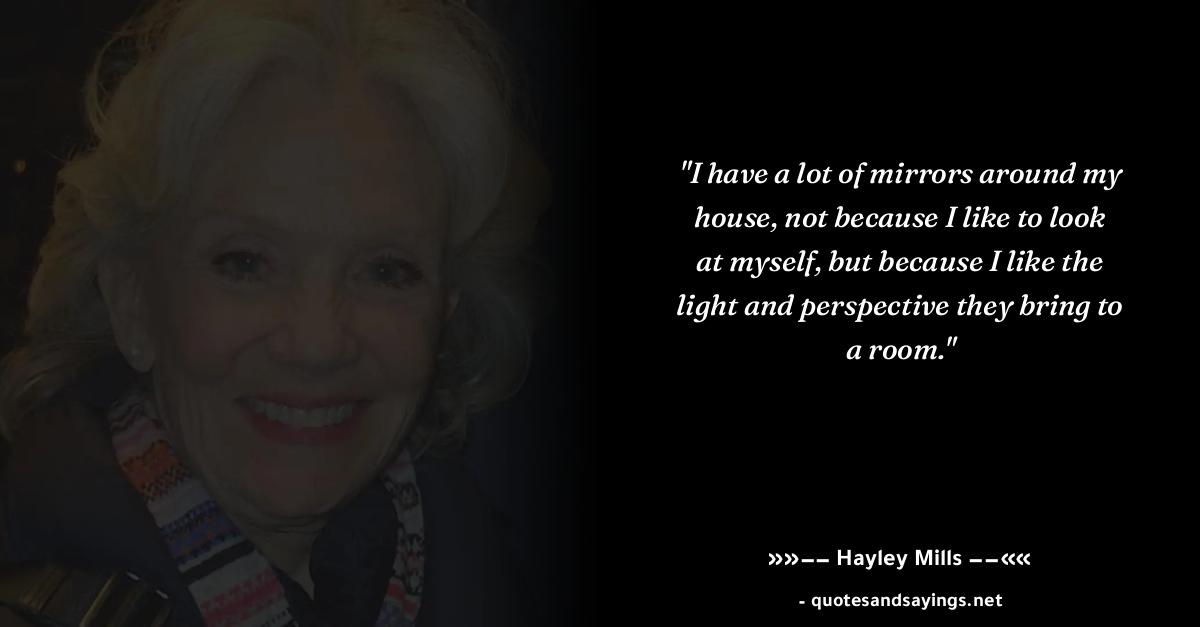 "I have a lot of mirrors around my
house, not because I like to look
at myself, but because I like the
light and perspective they bring to
a room."
»»−− Hayley Mills −−««
- quotesandsayings.net